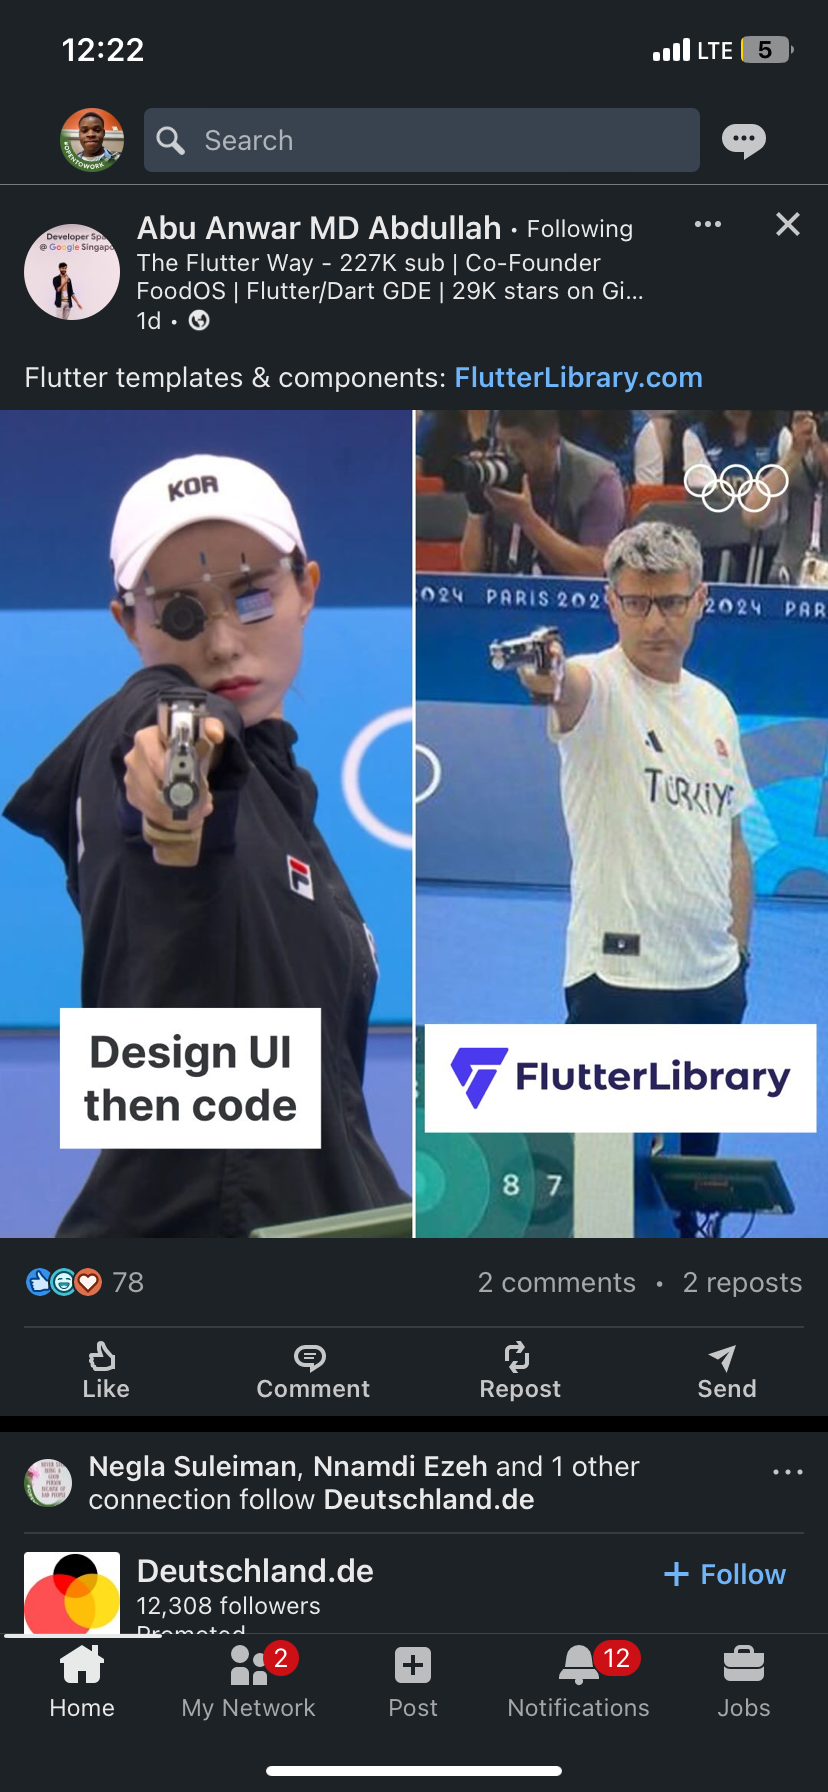 12:22
LTE
5
#OPENTOWORK
Search
Developer Sp
@ Google Singapo
Abu Anwar MD Abdullah • Following
The Flutter Way - 227K sub | Co-Founder
FoodOS | Flutter/Dart GDE | 29K stars on Gi...
1d •
Flutter templates & components: FlutterLibrary.com
KOR
024 PARIS 202 2024 PAR
TÜRKİYE
F
Design UI
then code
FlutterLibrary
8 7
78
2 comments • 2 reposts
Like
Comment
Repost
Send
Negla Suleiman, Nnamdi Ezeh and 1 other
connection follow Deutschland.de
Deutschland.de
+ Follow
12,308 followers
Promoted
2
12
Home
My Network
Post
Notifications
Jobs